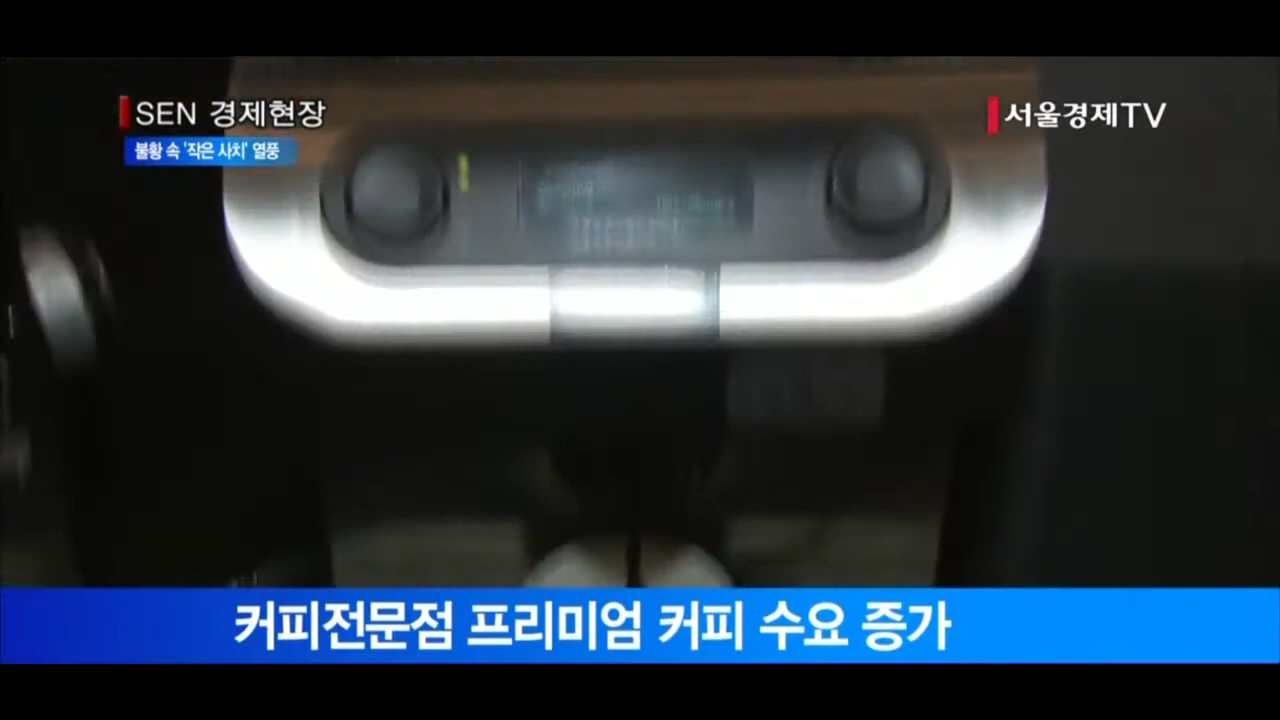 SEN 경제현장
서울경제TV
불황 속 '작은 사치' 열풍
커피전문점 프리미엄 커피 수요 증가